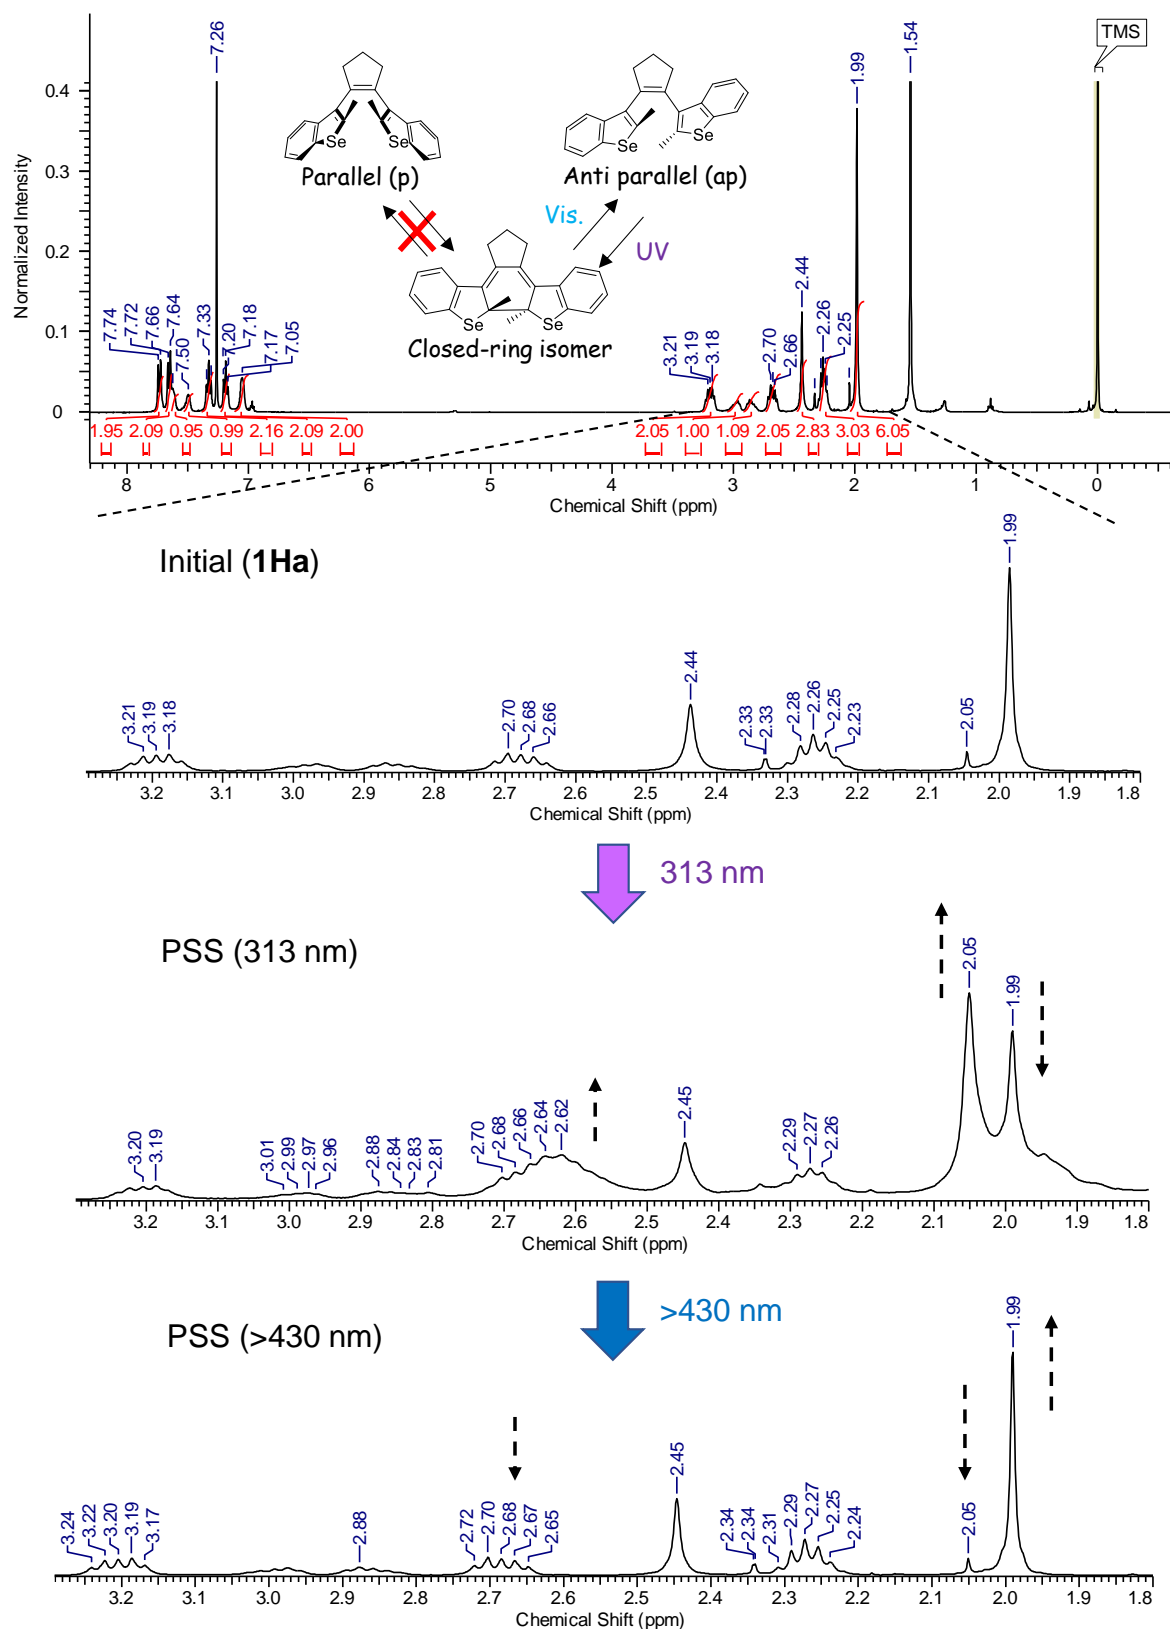 7.26
1.99
1.54
TMS
0.4
0.3
0.2
0.1
0
Normalized Intensity
Se
Se
Parallel (p)
Se
Se
Anti parallel (ap)
Vis.
UV
Se
Se
Closed-ring isomer
7.74
7.72
7.66
7.64
7.50
7.33
7.20
7.18
7.17
7.05
3.21
3.19
3.18
2.70
2.66
2.44
2.26
2.25
1.95 2.09 0.95 0.99 2.16 2.09 2.00
2.05 1.00 1.09 2.05 2.83 3.03 6.05
8 7 6 5 4 3 2 1 0
Chemical Shift (ppm)
Initial (1Ha)
3.21
3.19
3.18
2.70
2.68
2.66
2.44
2.33
2.33
2.28
2.26
2.25
2.23
2.05
1.99
3.2 3.1 3.0 2.9 2.8 2.7 2.6 2.5 2.4 2.3 2.2 2.1 2.0 1.9 1.8
Chemical Shift (ppm)
313 nm
PSS (313 nm)
3.20
3.19
3.01
2.99
2.97
2.96
2.88
2.84
2.83
2.81
2.70
2.68
2.66
2.64
2.62
2.45
2.29
2.27
2.26
2.05
1.99
3.2 3.1 3.0 2.9 2.8 2.7 2.6 2.5 2.4 2.3 2.2 2.1 2.0 1.9 1.8
Chemical Shift (ppm)
>430 nm
PSS (>430 nm)
3.24
3.22
3.20
3.19
3.17
2.88
2.72
2.70
2.68
2.67
2.65
2.45
2.34
2.34
2.31
2.29
2.27
2.25
2.24
2.05
1.99
3.2 3.1 3.0 2.9 2.8 2.7 2.6 2.5 2.4 2.3 2.2 2.1 2.0 1.9 1.8
Chemical Shift (ppm)